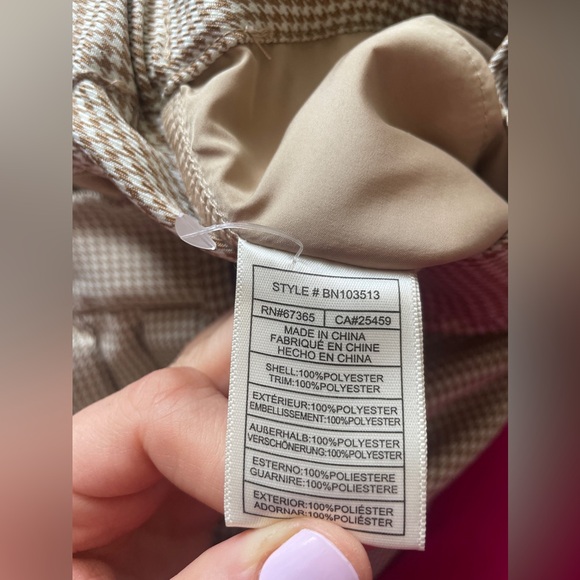 STYLE # BN103513
RN#67365 CA#25459
MADE IN CHINA
FABRIQUÉ EN CHINE
HECHO EN CHINA
SHELL:100%POLYESTER
TRIM:100%POLYESTER
EXTÉRIEUR:100%POLYESTER
EMBELLISSEMENT:100%POLYESTER
AUßERHALB:100%POLYESTER
VERSCHÖNERUNG:100%POLYESTER
ESTERNO:100%POLIESTERE
GUARNIRE:100%POLIESTERE
EXTERIOR:100%POLIÉSTER
ADORNAR:100%POLIÉSTER